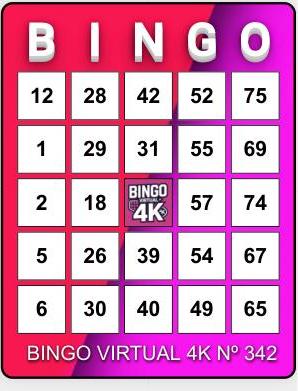 B I N G O
12 28 42 52 75
1 29 31 55 69
2 18 BINGO VIRTUAL 4K 57 74
5 26 39 54 67
6 30 40 49 65
BINGO VIRTUAL 4K Nº 342